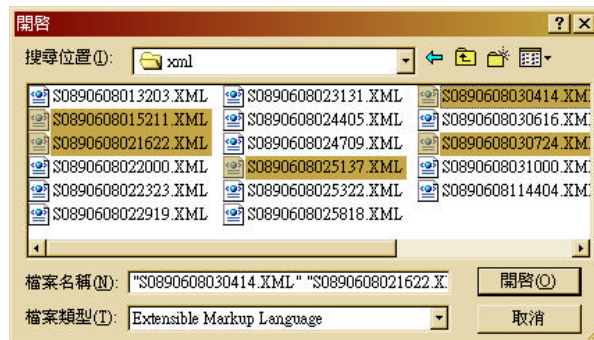 開啓
搜尋位置(I): xml
S0890608013203.XML
S0890608015211.XML
S0890608021622.XML
S0890608022000.XML
S0890608022323.XML
S0890608022919.XML
S0890608023131.XML
S0890608024405.XML
S0890608024709.XML
S0890608025137.XML
S0890608025322.XML
S0890608025818.XML
S0890608030414.XM
S0890608030616.XM
S0890608030724.XM
S0890608031000.XM
S0890608114404.XM
檔案名稱(N): "S0890608030414.XML" "S0890608021622.X 開啓(O)
檔案類型(T): Extensible Markup Language 取消